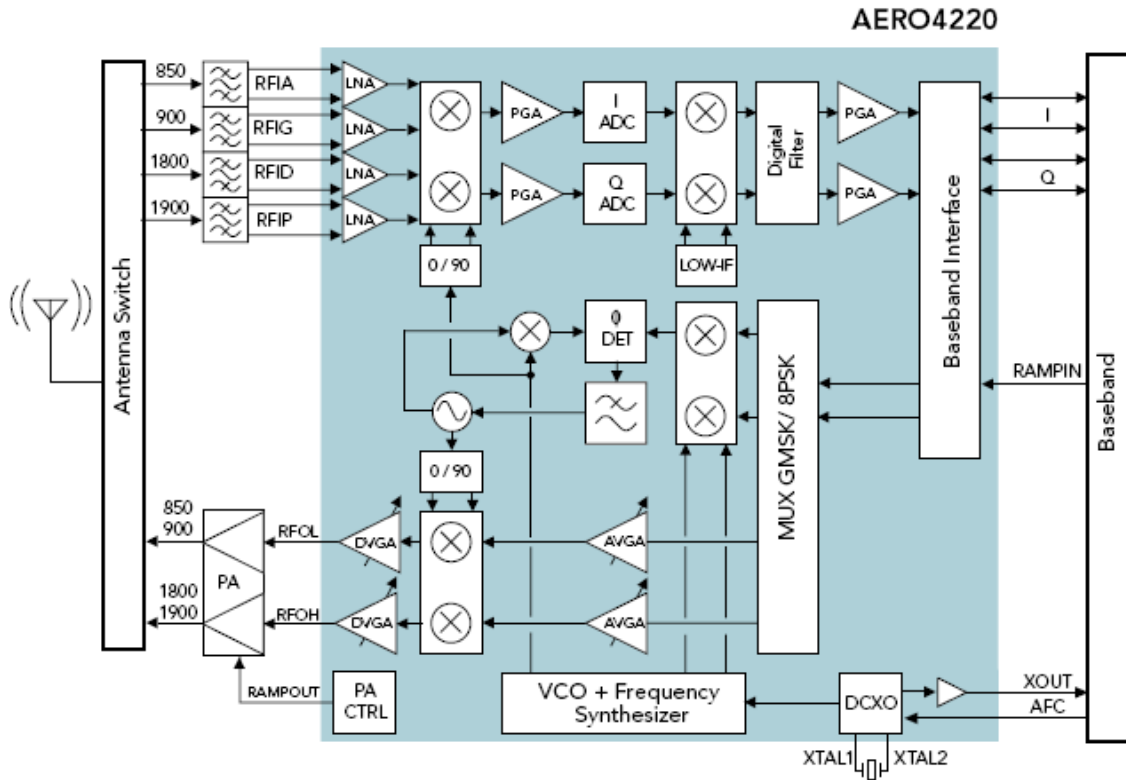 AERO4220
850
RFIA
LNA
900
RFIG
LNA
1800
RFID
LNA
1900
RFIP
LNA
PGA
I
ADC
PGA
Q
ADC
Digital
Filter
PGA
PGA
I
Q
0 / 90
LOW-IF
Baseband Interface
Antenna Switch
Φ
DET
RAMPIN
Baseband
MUX GMSK/ 8PSK
0 / 90
850
900
RFOL
DVGA
AVGA
PA
1800
1900
RFOH
DVGA
AVGA
RAMPOUT
PA
CTRL
VCO + Frequency
Synthesizer
DCXO
XOUT
AFC
XTAL1
XTAL2